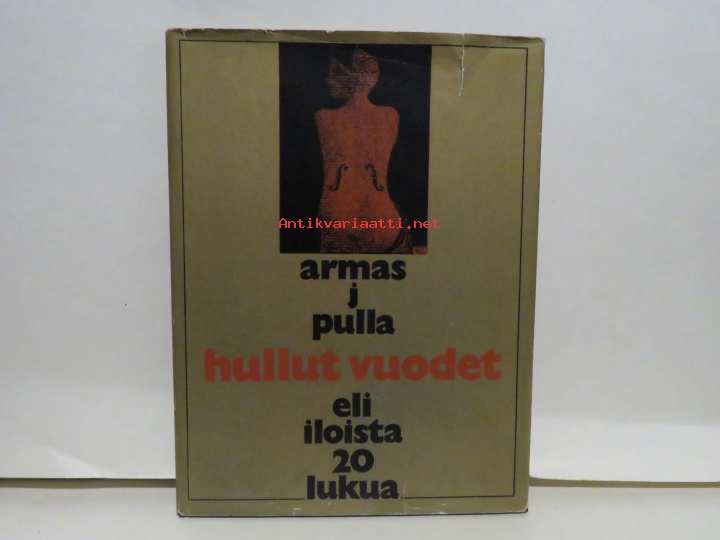 Antikvariaatti.net
armas
j
pulla
hullut vuodet
eli
iloista
20
lukua